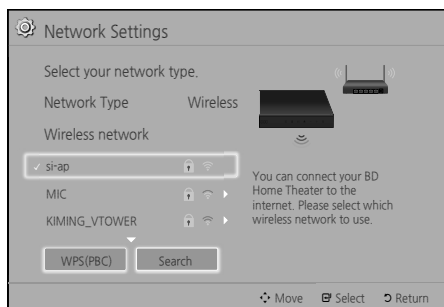 Network Settings
Select your network type.
Network Type Wireless
Wireless network
si-ap
MIC
KIMING_VTOWER
WPS(PBC) Search
You can connect your BD
Home Theater to the
internet. Please select which
wireless network to use.
Move Select Return